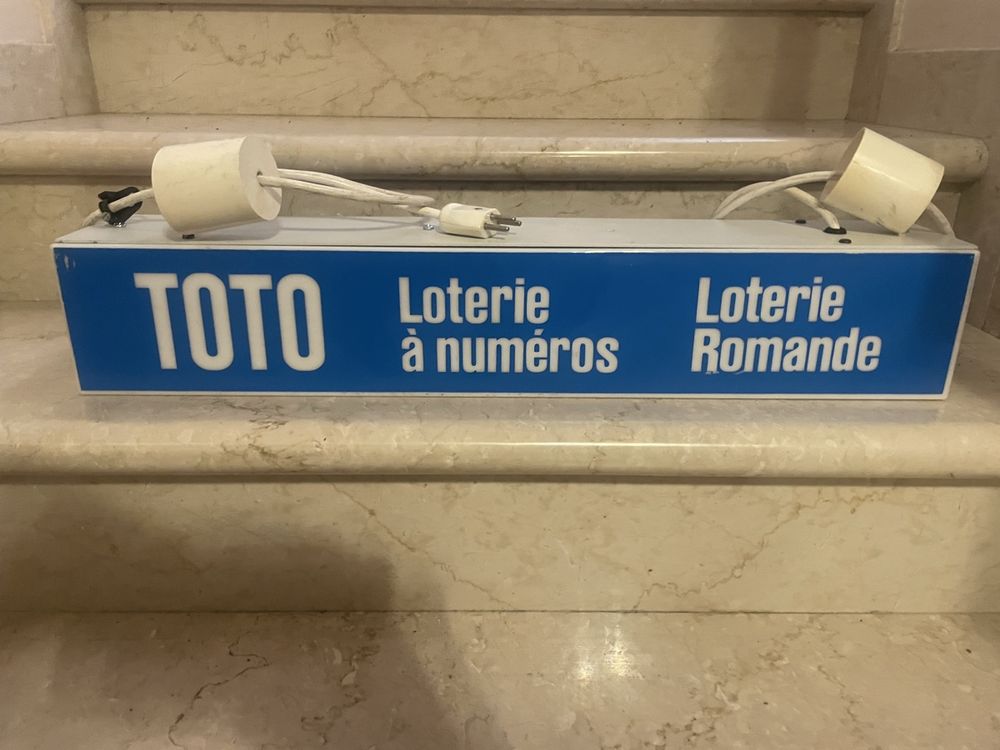 TOTO
Loterie
à numéros
Loterie
Romande